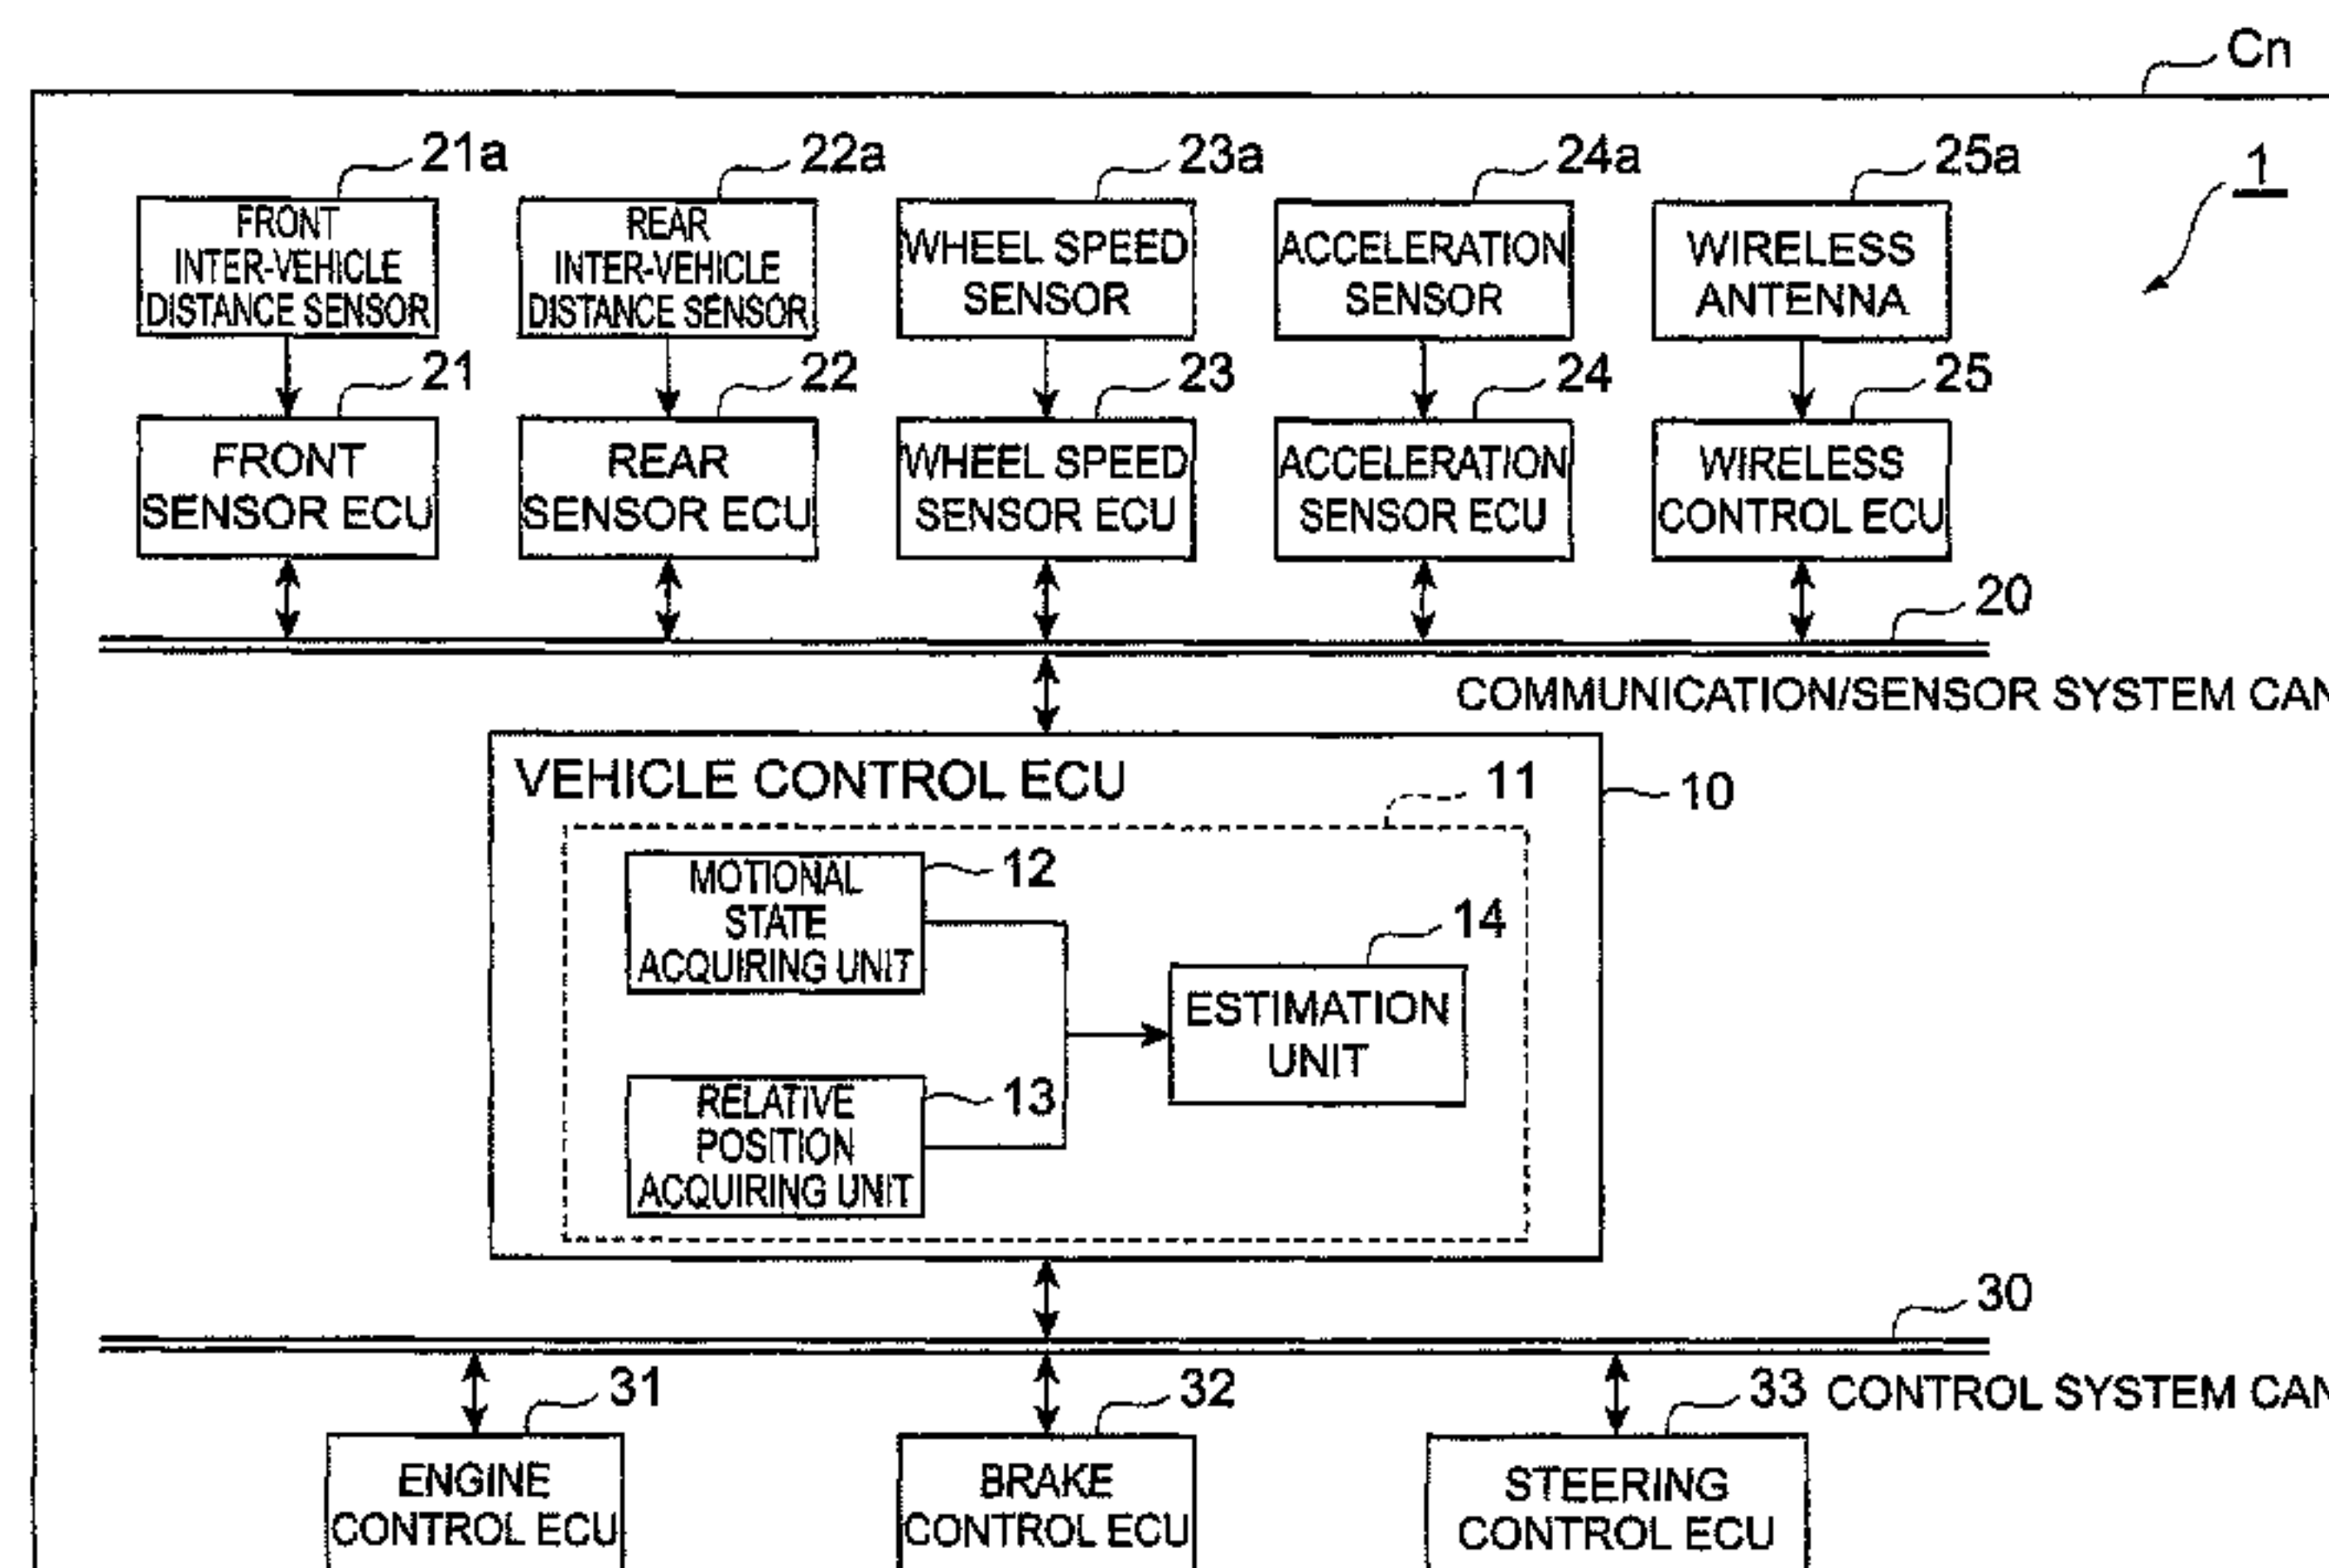 Cn
1
21a
22a
23a
24a
25a
FRONT
INTER-VEHICLE
DISTANCE SENSOR
REAR
INTER-VEHICLE
DISTANCE SENSOR
WHEEL SPEED
SENSOR
ACCELERATION
SENSOR
WIRELESS
ANTENNA
21
22
23
24
25
FRONT
SENSOR ECU
REAR
SENSOR ECU
WHEEL SPEED
SENSOR ECU
ACCELERATION
SENSOR ECU
WIRELESS
CONTROL ECU
20
COMMUNICATION/SENSOR SYSTEM CAN
VEHICLE CONTROL ECU
11
10
MOTIONAL
STATE
ACQUIRING UNIT
12
14
ESTIMATION
UNIT
RELATIVE
POSITION
ACQUIRING UNIT
13
30
CONTROL SYSTEM CAN
31
32
33
ENGINE
CONTROL ECU
BRAKE
CONTROL ECU
STEERING
CONTROL ECU